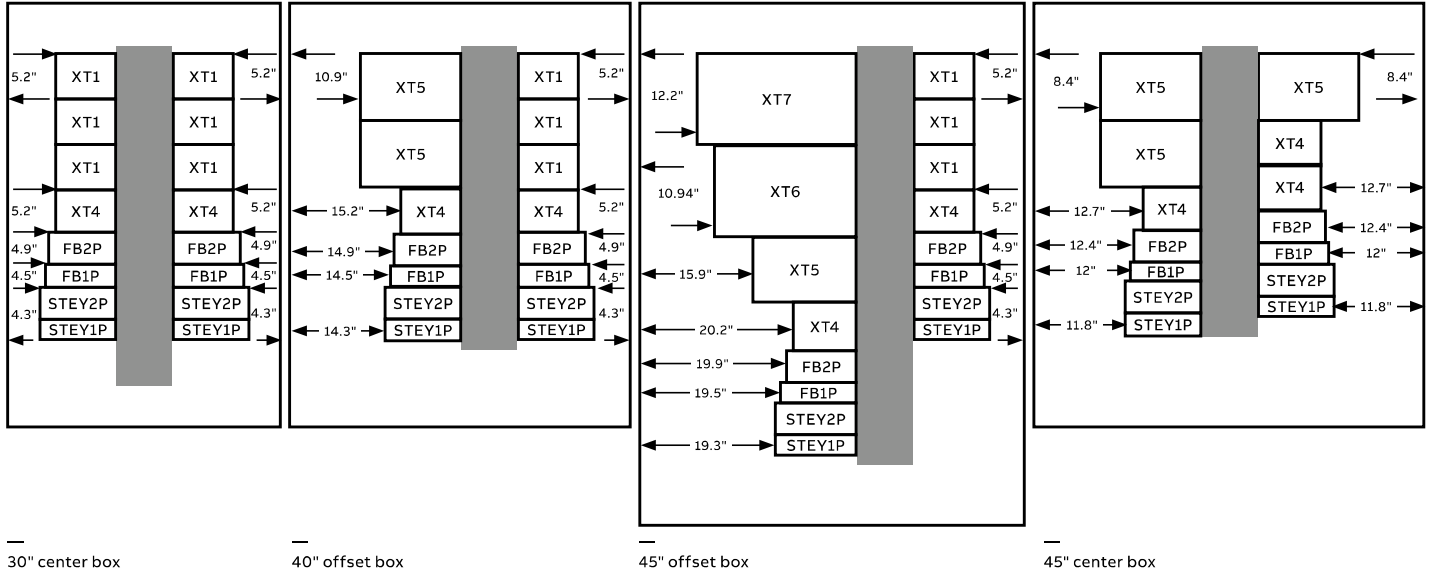 XT1 XT1
5.2" 5.2"
XT1 XT1
XT1 XT1
XT4 XT4
5.2" 5.2"
FB2P FB2P
4.9" 4.9"
FB1P FB1P
4.5" 4.5"
STEY2P STEY2P
4.3" 4.3"
STEY1P STEY1P
30" center box
10.9" XT5 XT1 5.2"
XT1
XT5 XT1
15.2" XT4 XT4 5.2"
14.9" FB2P FB2P 4.9"
14.5" FB1P FB1P 4.5"
STEY2P STEY2P 4.3"
14.3" STEY1P STEY1P
40" offset box
12.2" XT7 XT1 5.2"
XT1
10.94" XT6 XT1
XT4 5.2"
FB2P 4.9"
15.9" XT5 FB1P 4.5"
STEY2P 4.3"
20.2" XT4 STEY1P
19.9" FB2P
19.5" FB1P
STEY2P
19.3" STEY1P
45" offset box
8.4" XT5 XT5 8.4"
XT5 XT4
XT4 12.7"
12.7" XT4 FB2P 12.4"
12.4" FB2P FB1P 12"
12" FB1P STEY2P
STEY2P STEY1P 11.8"
11.8" STEY1P
45" center box